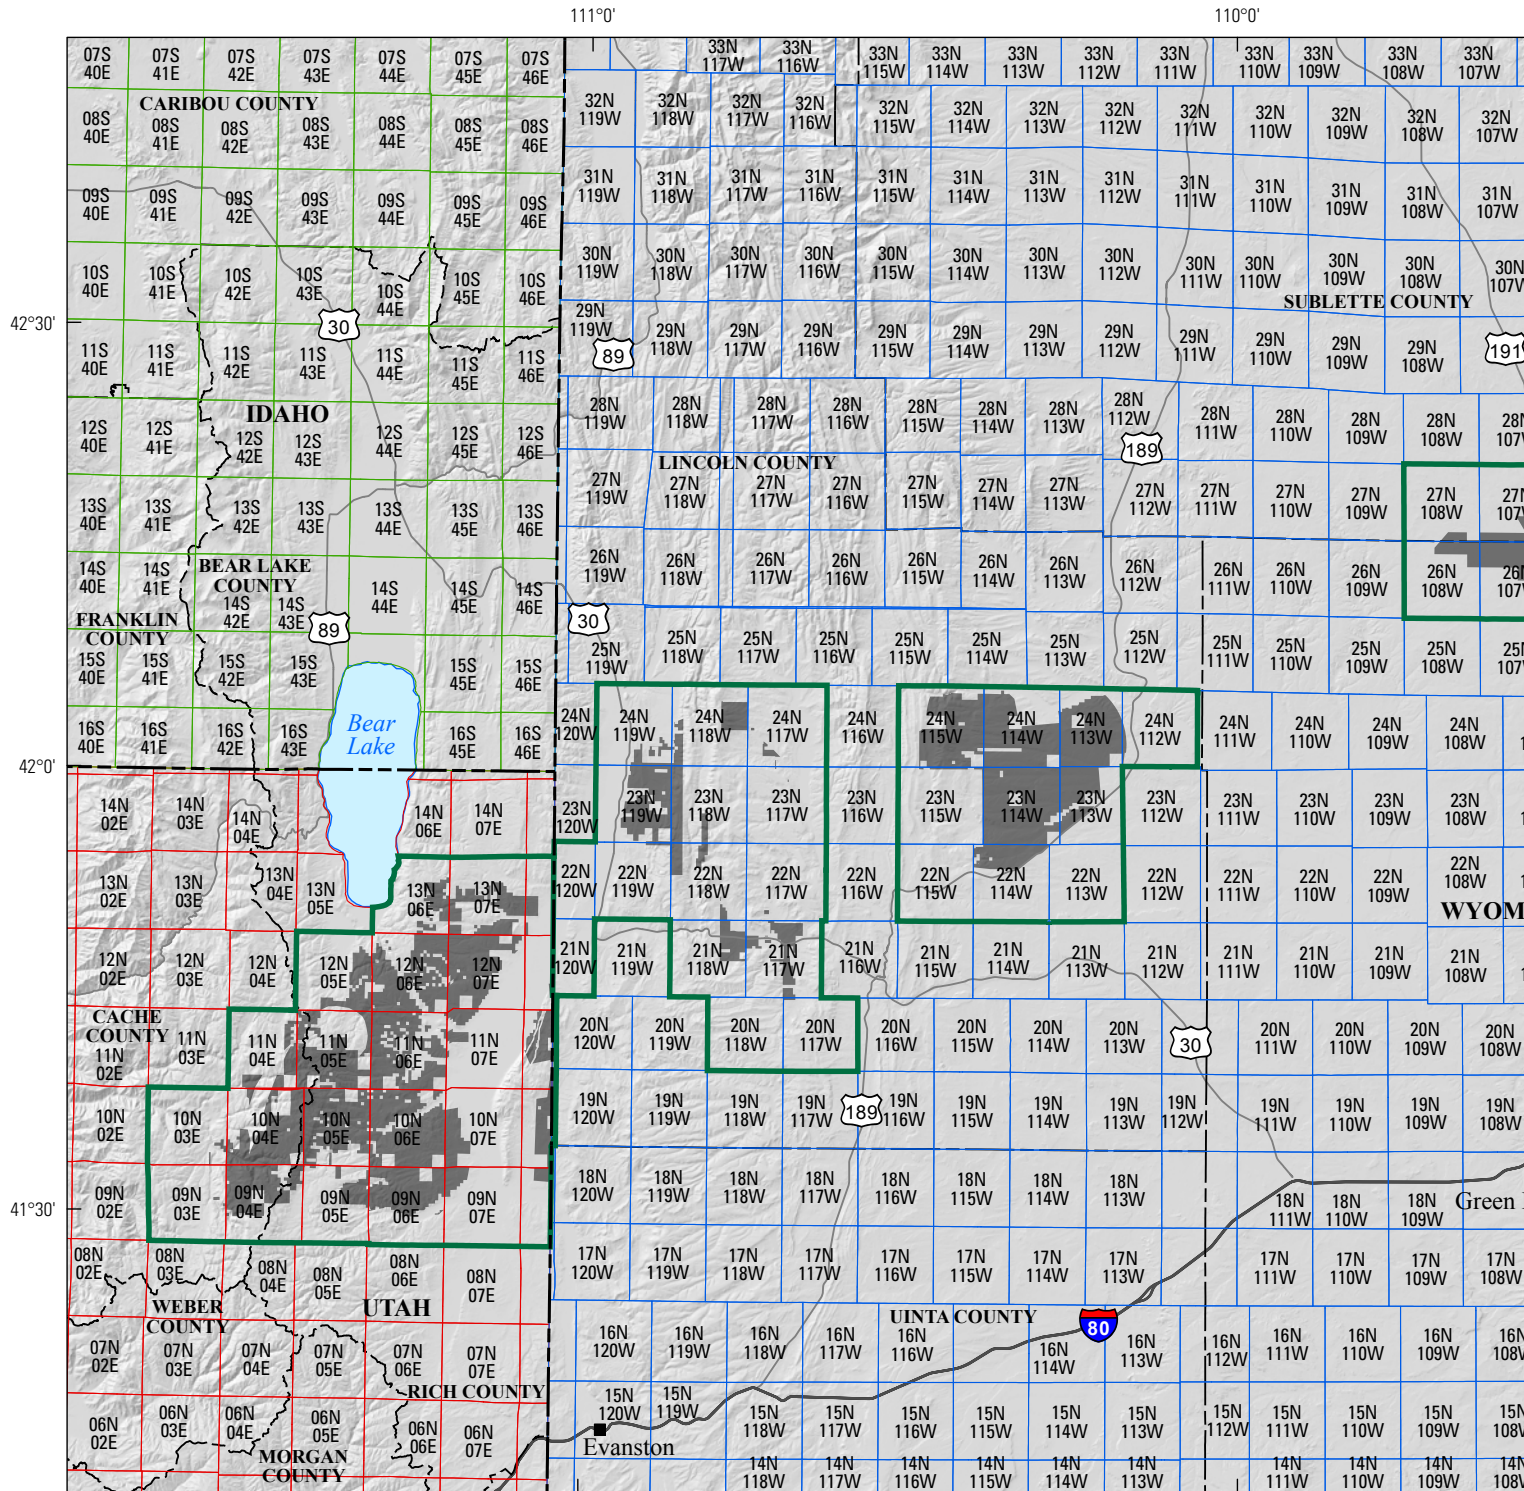 111°0'
110°0'
07S 40E
07S 41E
07S 42E
07S 43E
07S 44E
07S 45E
07S 46E
33N 117W
33N 116W
33N 115W
33N 114W
33N 113W
33N 112W
33N 111W
33N 110W
33N 109W
33N 108W
33N 107W
CARIBOU COUNTY
08S 40E
08S 41E
08S 42E
08S 43E
08S 44E
08S 45E
08S 46E
32N 119W
32N 118W
32N 117W
32N 116W
32N 115W
32N 114W
32N 113W
32N 112W
32N 111W
32N 110W
32N 109W
32N 108W
32N 107W
09S 40E
09S 41E
09S 42E
09S 43E
09S 44E
09S 45E
09S 46E
31N 119W
31N 118W
31N 117W
31N 116W
31N 115W
31N 114W
31N 113W
31N 112W
31N 111W
31N 110W
31N 109W
31N 108W
31N 107W
10S 40E
10S 41E
10S 42E
10S 43E
10S 44E
10S 45E
10S 46E
30N 119W
30N 118W
30N 117W
30N 116W
30N 115W
30N 114W
30N 113W
30N 112W
30N 111W
30N 110W
30N 109W
30N 108W
30N 107W
SUBLETTE COUNTY
42°30'
30
89
191
11S 40E
11S 41E
11S 42E
11S 43E
11S 44E
11S 45E
11S 46E
29N 119W
29N 118W
29N 117W
29N 116W
29N 115W
29N 114W
29N 113W
29N 112W
29N 111W
29N 110W
29N 109W
29N 108W
IDAHO
12S 40E
12S 41E
12S 42E
12S 43E
12S 44E
12S 45E
12S 46E
28N 119W
28N 118W
28N 117W
28N 116W
28N 115W
28N 114W
28N 113W
28N 112W
28N 111W
28N 110W
28N 109W
28N 108W
28N 107
189
LINCOLN COUNTY
13S 40E
13S 41E
13S 42E
13S 43E
13S 44E
13S 45E
13S 46E
27N 119W
27N 118W
27N 117W
27N 116W
27N 115W
27N 114W
27N 113W
27N 112W
27N 111W
27N 110W
27N 109W
27N 108W
27N 107
BEAR LAKE
COUNTY
14S 40E
14S 41E
14S 42E
14S 43E
14S 44E
14S 45E
14S 46E
26N 119W
26N 118W
26N 117W
26N 116W
26N 115W
26N 114W
26N 113W
26N 112W
26N 111W
26N 110W
26N 109W
26N 108W
26N 107
FRANKLIN
COUNTY
89
30
15S 40E
15S 41E
15S 42E
15S 43E
15S 45E
15S 46E
25N 119W
25N 118W
25N 117W
25N 116W
25N 115W
25N 114W
25N 113W
25N 112W
25N 111W
25N 110W
25N 109W
25N 108W
25N 107
Bear
Lake
16S 40E
16S 41E
16S 42E
16S 43E
16S 45E
16S 46E
24N 120W
24N 119W
24N 118W
24N 117W
24N 116W
24N 115W
24N 114W
24N 113W
24N 112W
24N 111W
24N 110W
24N 109W
24N 108W
42°0'
14N 02E
14N 03E
14N 04E
14N 06E
14N 07E
23N 120W
23N 119W
23N 118W
23N 117W
23N 116W
23N 115W
23N 114W
23N 113W
23N 112W
23N 111W
23N 110W
23N 109W
23N 108W
13N 02E
13N 03E
13N 04E
13N 05E
13N 06E
13N 07E
22N 120W
22N 119W
22N 118W
22N 117W
22N 116W
22N 115W
22N 114W
22N 113W
22N 112W
22N 111W
22N 110W
22N 109W
22N 108W
WYOM
12N 02E
12N 03E
12N 04E
12N 05E
12N 06E
12N 07E
21N 120W
21N 119W
21N 118W
21N 117W
21N 116W
21N 115W
21N 114W
21N 113W
21N 112W
21N 111W
21N 110W
21N 109W
21N 108W
CACHE
COUNTY
11N 02E
11N 03E
11N 04E
11N 05E
11N 06E
11N 07E
20N 120W
20N 119W
20N 118W
20N 117W
20N 116W
20N 115W
20N 114W
20N 113W
30
20N 111W
20N 110W
20N 109W
20N 108W
10N 02E
10N 03E
10N 04E
10N 05E
10N 06E
10N 07E
19N 120W
19N 119W
19N 118W
19N 117W
189
19N 116W
19N 115W
19N 114W
19N 113W
19N 112W
19N 111W
19N 110W
19N 109W
19N 108W
41°30'
09N 02E
09N 03E
09N 04E
09N 05E
09N 06E
09N 07E
18N 120W
18N 119W
18N 118W
18N 117W
18N 116W
18N 115W
18N 114W
18N 113W
18N 111W
18N 110W
18N 109W
Green
08N 02E
08N 03E
08N 04E
08N 05E
08N 06E
08N 07E
17N 120W
17N 119W
17N 118W
17N 117W
17N 116W
17N 115W
17N 114W
17N 113W
17N 111W
17N 110W
17N 109W
17N 108W
WEBER
COUNTY
UTAH
UINTA COUNTY
80
07N 02E
07N 03E
07N 04E
07N 05E
07N 06E
07N 07E
16N 120W
16N 119W
16N 118W
16N 117W
16N 116W
16N 114W
16N 113W
16N 112W
16N 111W
16N 110W
16N 109W
16N 108
RICH COUNTY
06N 02E
06N 03E
06N 04E
06N 05E
06N 06E
06N 07E
15N 120W
15N 119W
15N 118W
15N 117W
15N 116W
15N 115W
15N 114W
15N 113W
15N 112W
15N 111W
15N 110W
15N 109W
15N 108
Evanston
MORGAN
COUNTY
14N 118W
14N 117W
14N 116W
14N 115W
14N 114W
14N 113W
14N 111W
14N 110W
14N 109W
14N 108